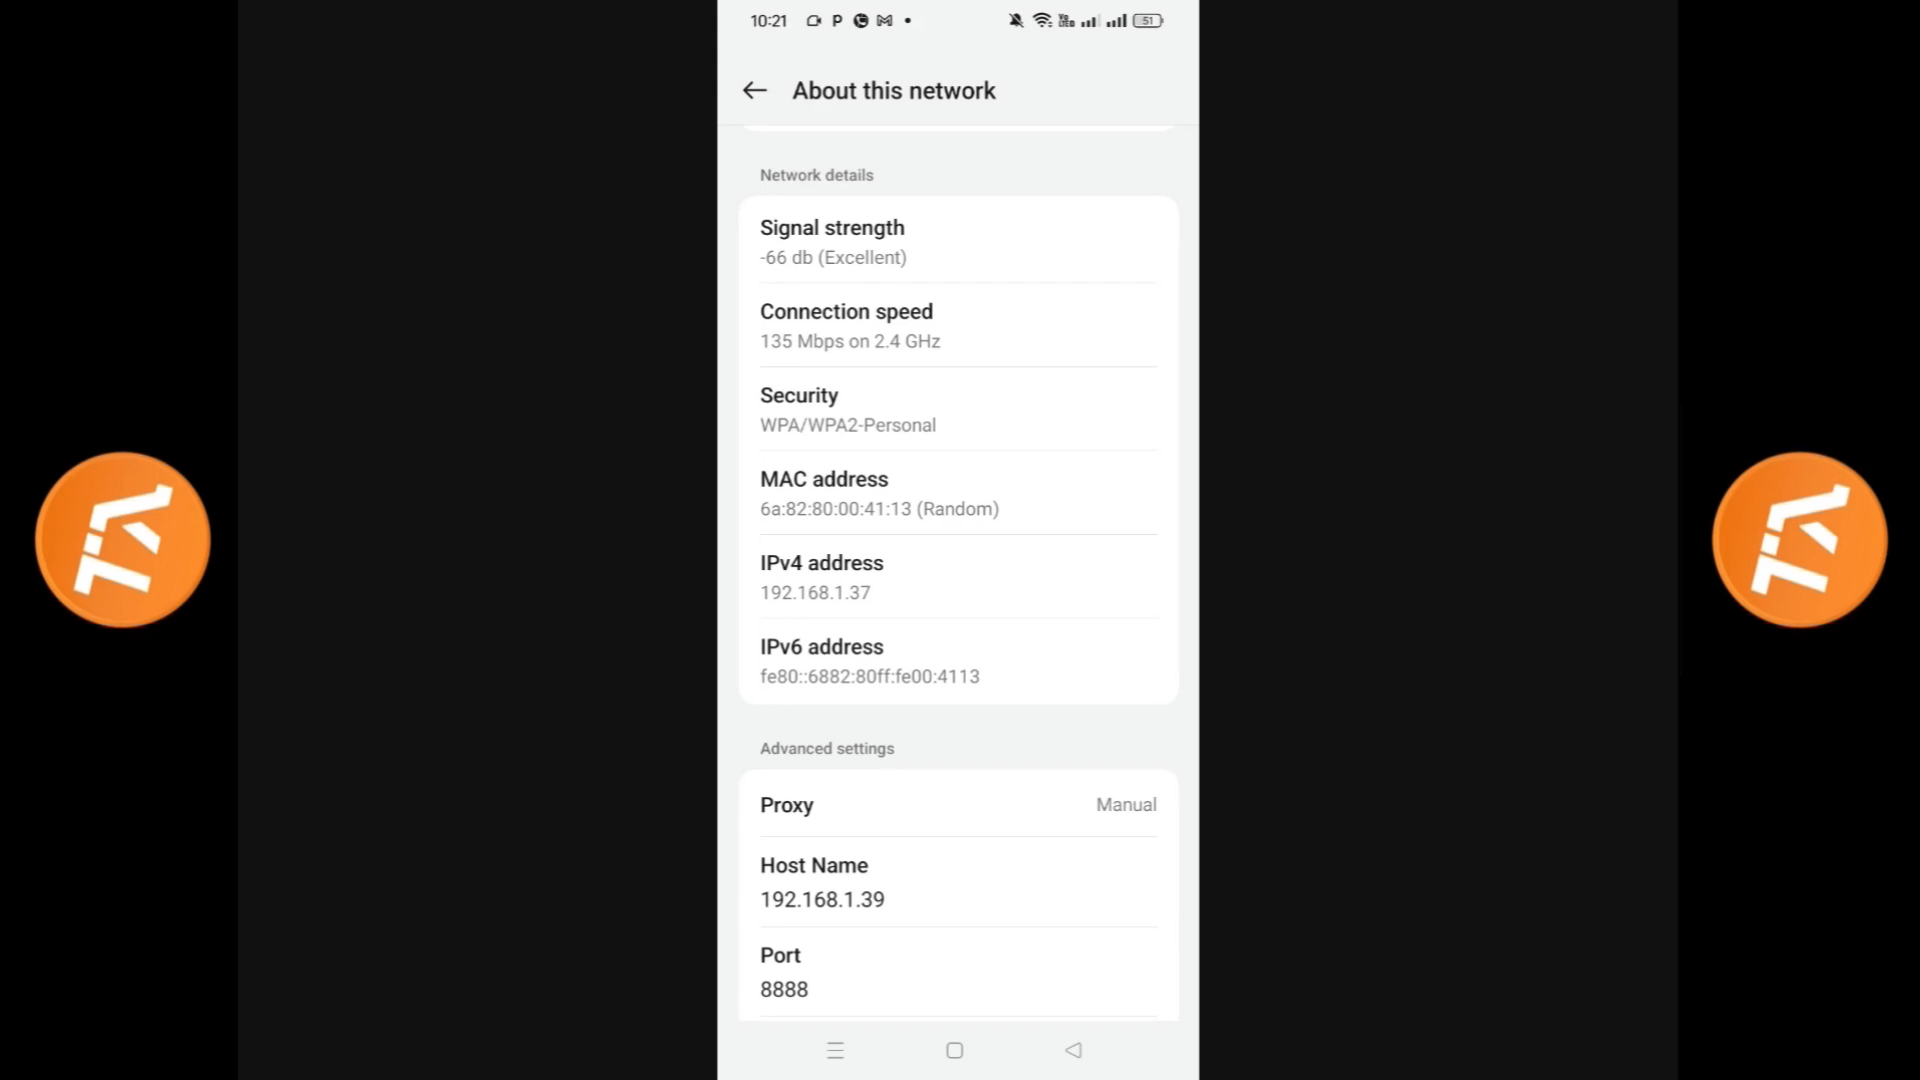 10:21
51
About this network
Network details
Signal strength
-66 db (Excellent)
Connection speed
135 Mbps on 2.4 GHz
Security
WPA/WPA2-Personal
MAC address
6a:82:80:00:41:13 (Random)
IPv4 address
192.168.1.37
IPv6 address
fe80::6882:80ff:fe00:4113
Advanced settings
Proxy Manual
Host Name
192.168.1.39
Port
8888